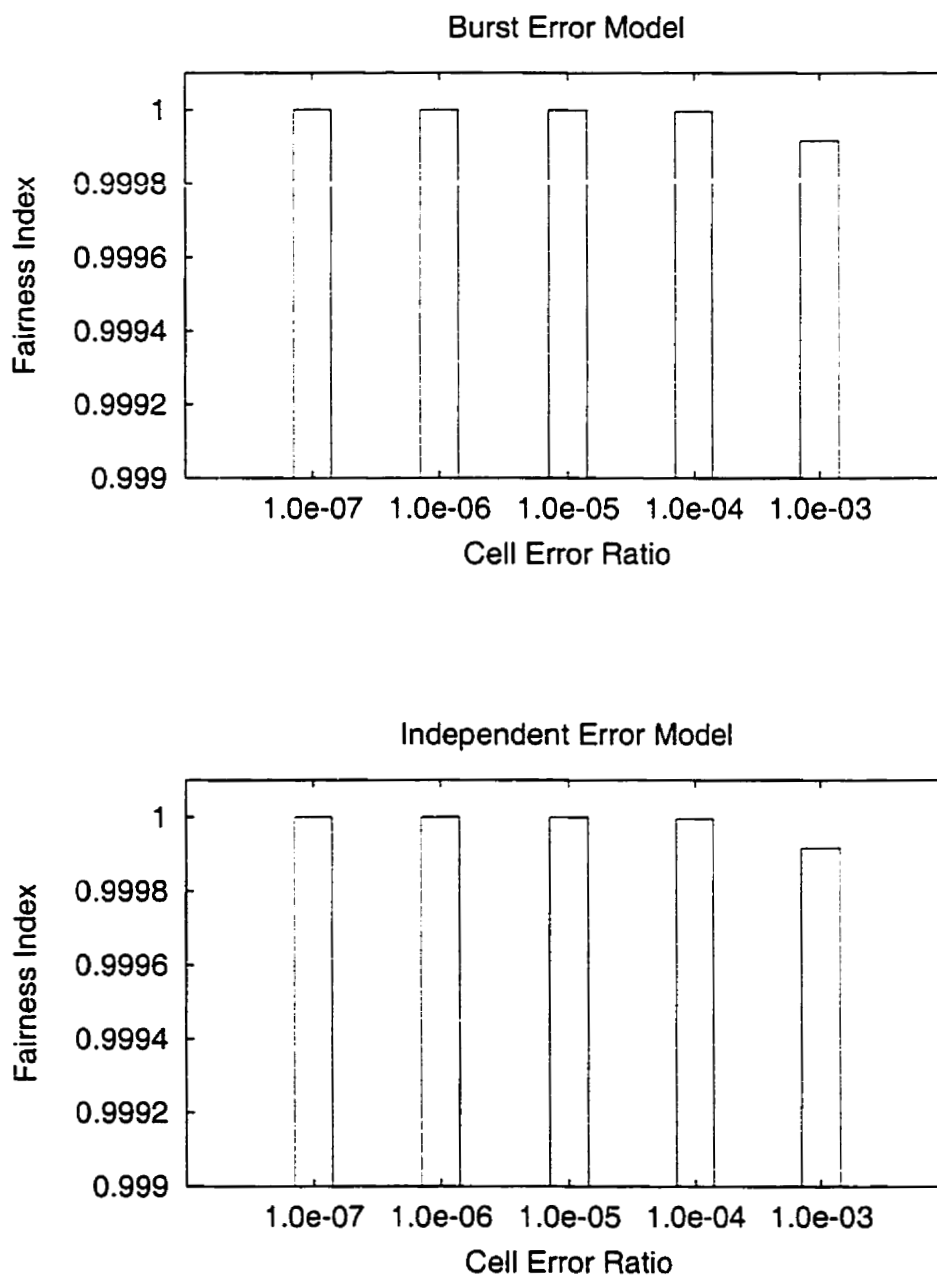 Burst Error Model
1
0.9998
0.9996
0.9994
0.9992
0.999
Fairness Index
1.0e-07 1.0e-06 1.0e-05 1.0e-04 1.0e-03
Cell Error Ratio
Independent Error Model
1
0.9998
0.9996
0.9994
0.9992
0.999
Fairness Index
1.0e-07 1.0e-06 1.0e-05 1.0e-04 1.0e-03
Cell Error Ratio